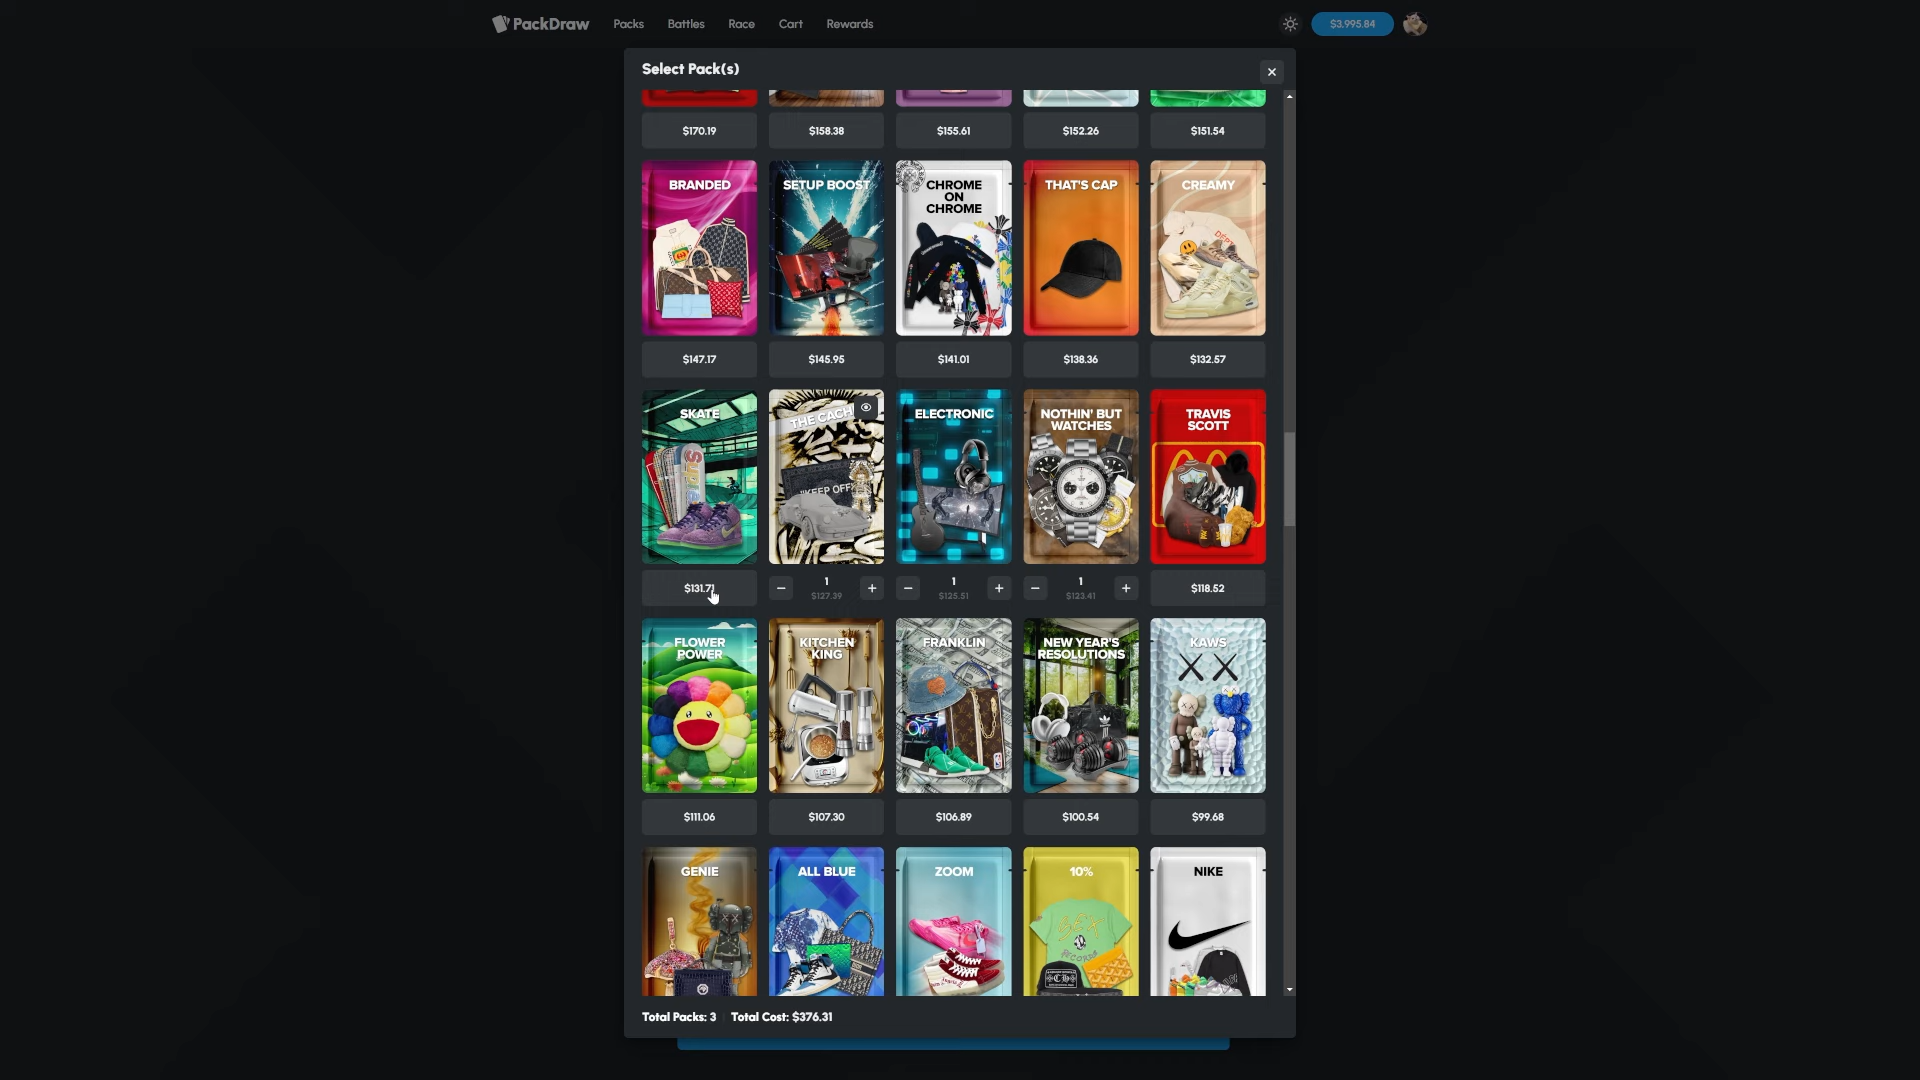 PackDraw Packs Battles Race Cart Rewards $3,995.84
Select Pack(s)
$170.19 $158.38 $155.61 $152.26 $151.54
BRANDED SETUP BOOST CHROME ON CHROME THAT'S CAP CREAMY
$147.17 $145.95 $141.01 $138.36 $132.57
SKATE THE CACH ELECTRONIC NOTHIN' BUT WATCHES TRAVIS SCOTT
"KEEP OFF"
$131.71 1 $127.39 1 $125.51 1 $123.41 $118.52
FLOWER POWER KITCHEN KING FRANKLIN NEW YEAR'S RESOLUTIONS KAWS
$111.06 $107.30 $106.89 $100.54 $99.68
GENIE ALL BLUE ZOOM 10% NIKE
Total Packs: 3 Total Cost: $376.31